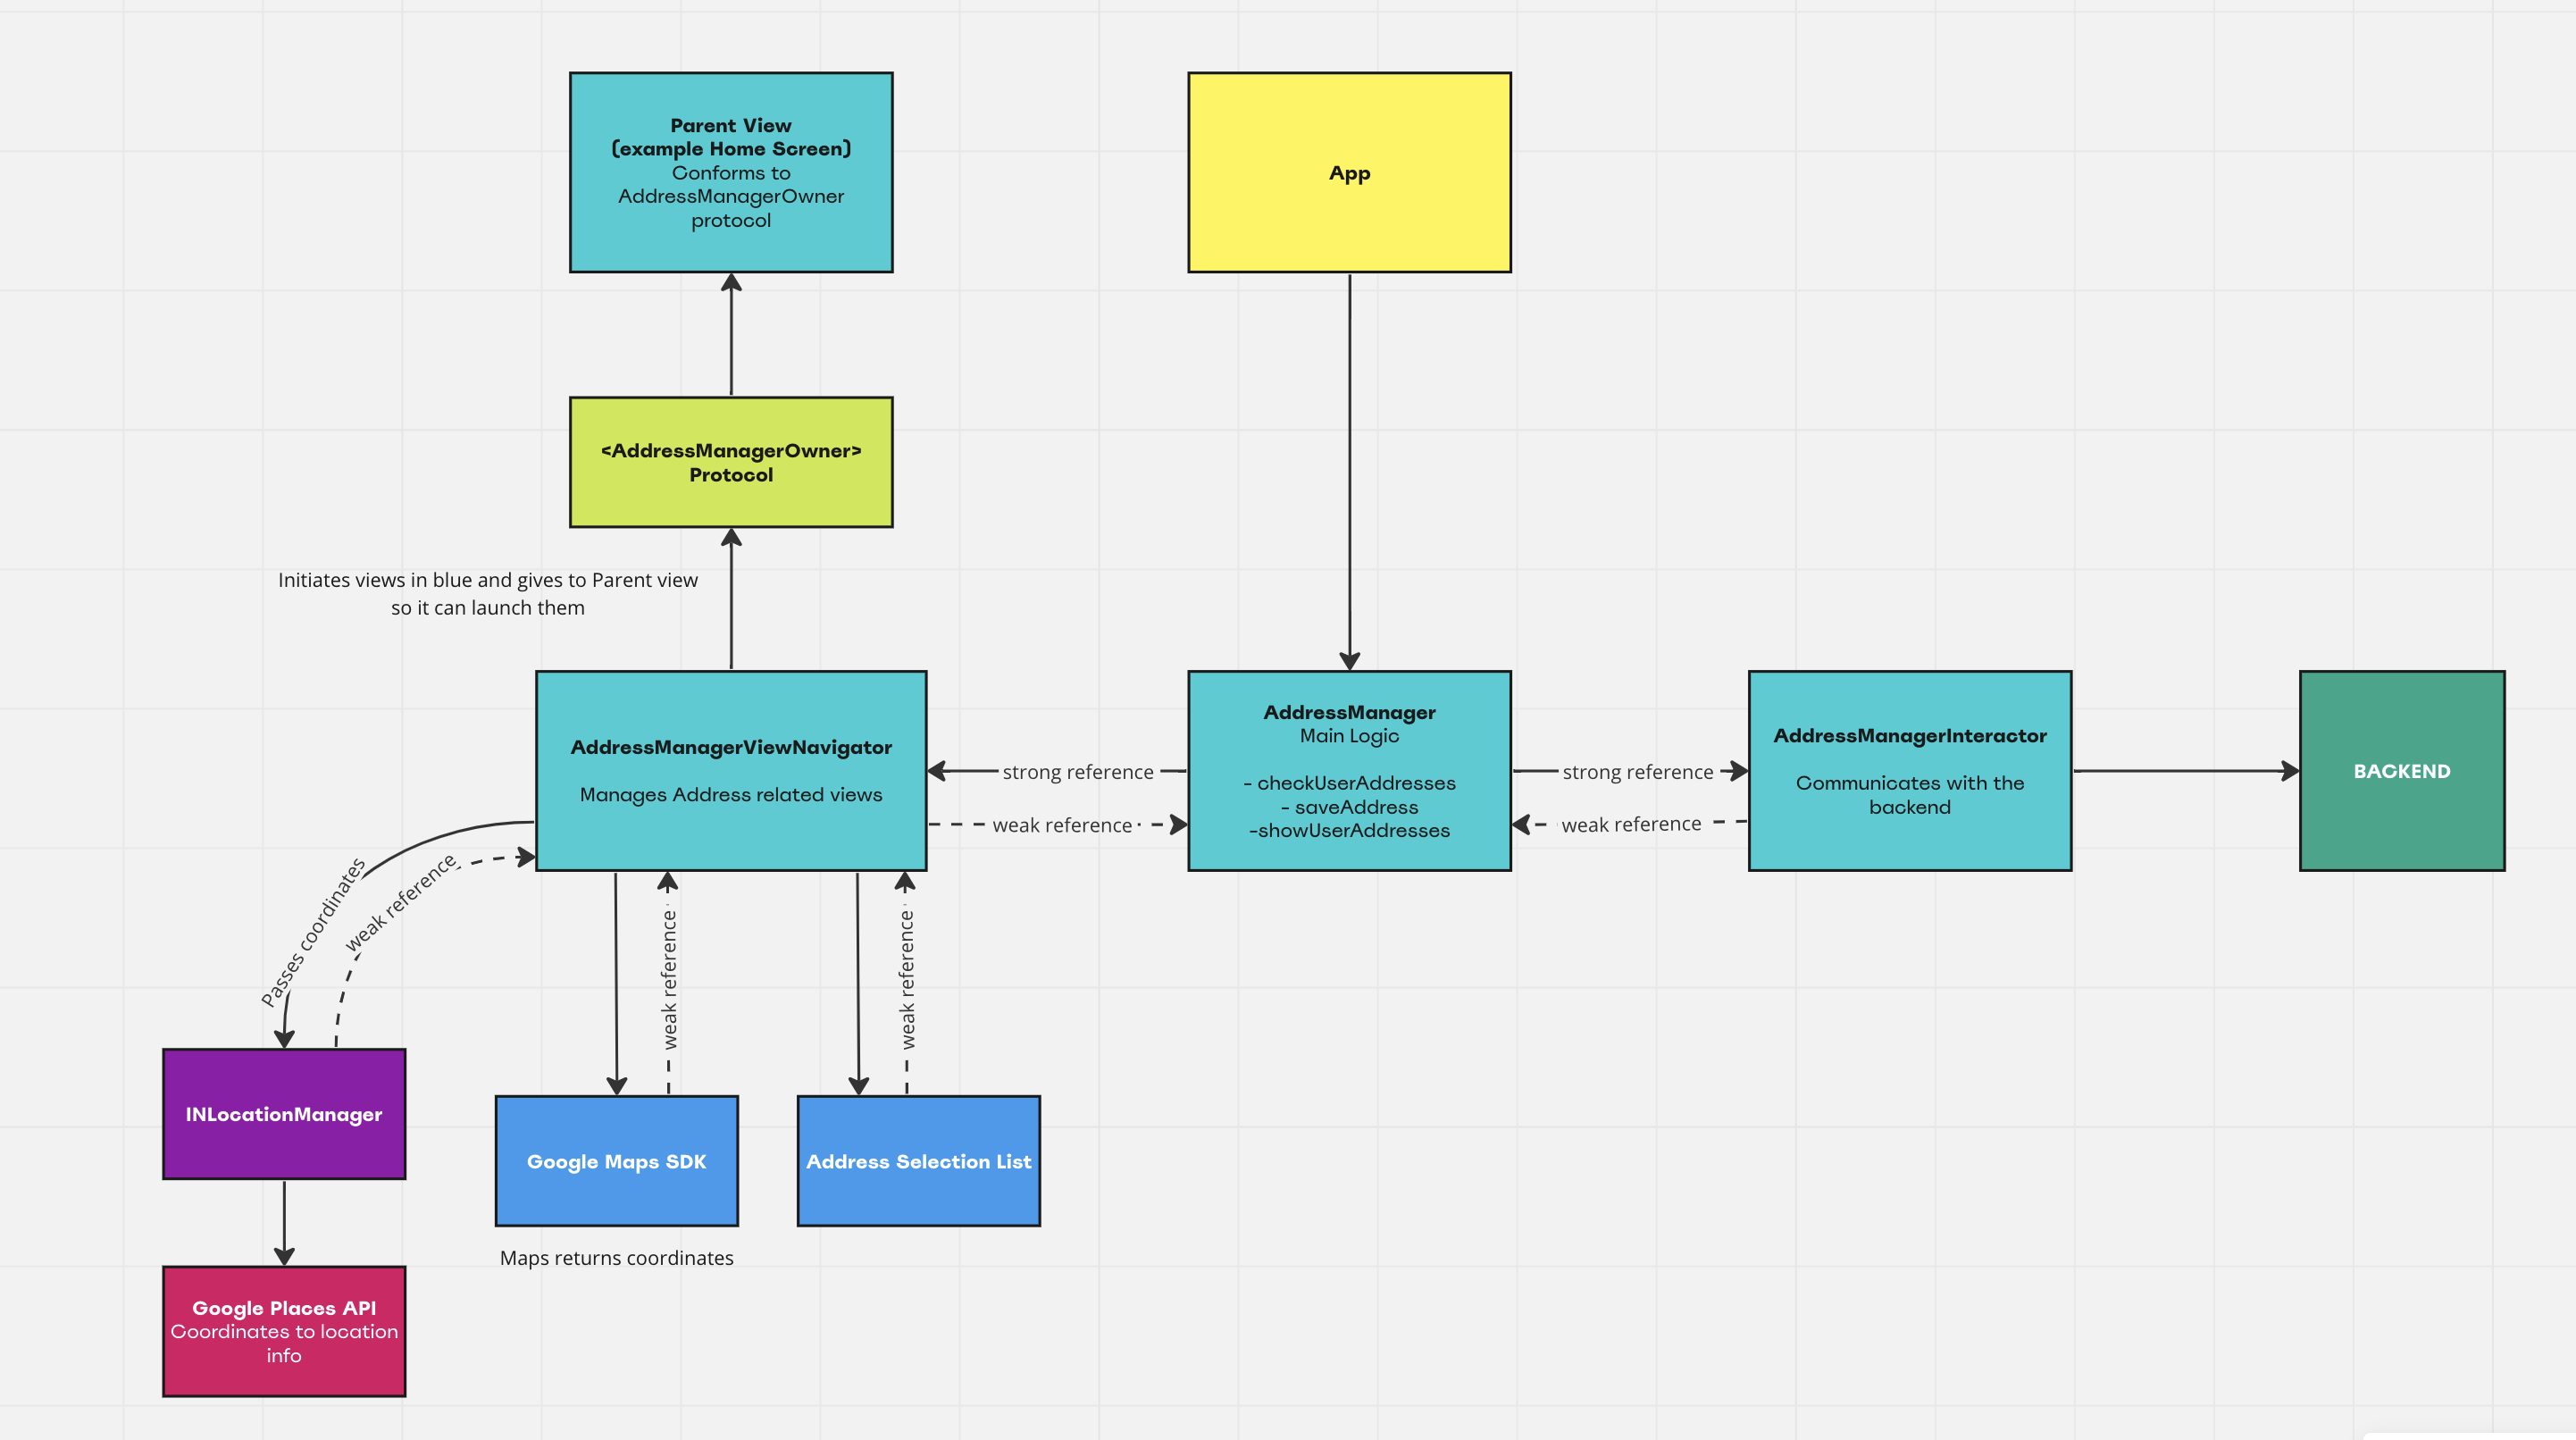 Parent View
(example Home Screen)
Conforms to
AddressManagerOwner
protocol
App
<AddressManagerOwner>
Protocol
Initiates views in blue and gives to Parent view
so it can launch them
AddressManagerViewNavigator
Manages Address related views
strong reference
weak reference
AddressManager
Main Logic
- checkUserAddresses
- saveAddress
-showUserAddresses
strong reference
weak reference
AddressManagerInteractor
Communicates with the
backend
BACKEND
Passes coordinates
weak reference
weak reference
weak reference
INLocationManager
Google Maps SDK
Address Selection List
Maps returns coordinates
Google Places API
Coordinates to location
info